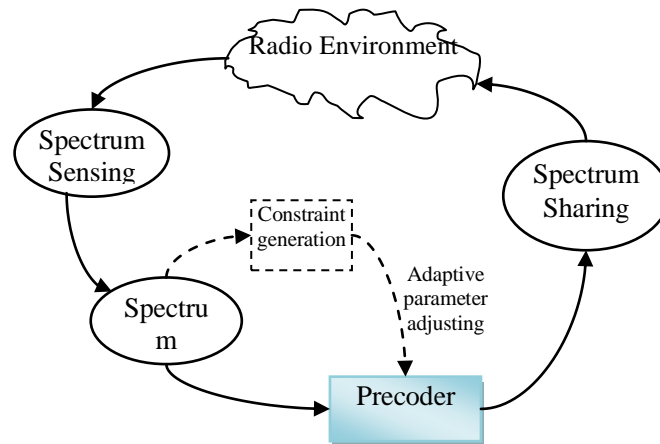 Radio Environment
Spectrum
Sensing
Spectrum
Sharing
Constraint
generation
Adaptive
parameter
adjusting
Spectru
m
Precoder